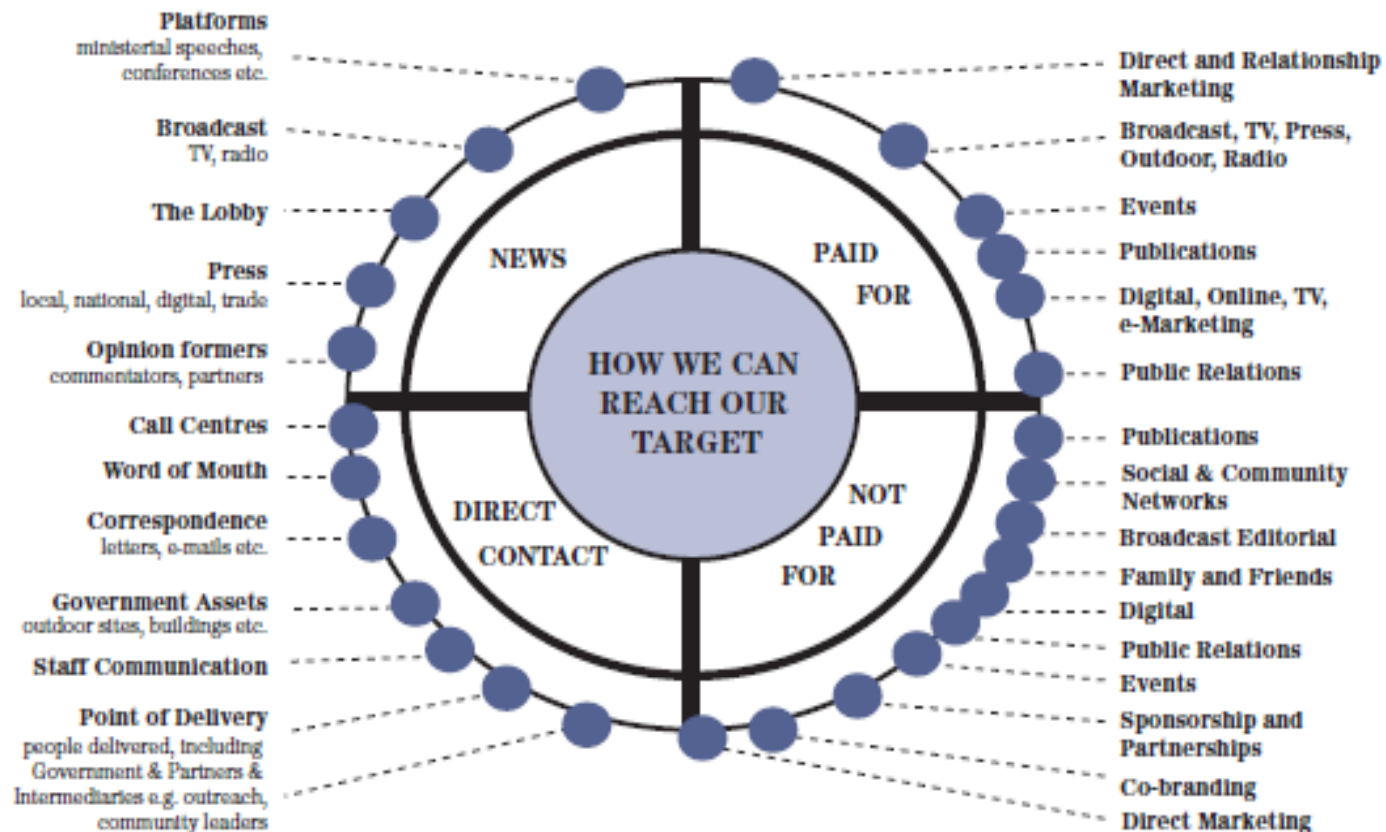 Platforms
ministerial speeches,
conferences etc.
Broadcast
TV, radio
The Lobby
Press
local, national, digital, trade
Opinion formers
commentators, partners
Call Centres
Word of Mouth
Correspondence
letters, e-mails etc.
Government Assets
outdoor sites, buildings etc.
Staff Communication
Point of Delivery
people delivered, including
Government & Partners &
Intermediaries e.g. outreach,
community leaders
NEWS
PAID
FOR
HOW WE CAN
REACH OUR
TARGET
DIRECT
CONTACT
NOT
PAID
FOR
Direct and Relationship
Marketing
Broadcast, TV, Press,
Outdoor, Radio
Events
Publications
Digital, Online, TV,
e-Marketing
Public Relations
Publications
Social & Community
Networks
Broadcast Editorial
Family and Friends
Digital
Public Relations
Events
Sponsorship and
Partnerships
Co-branding
Direct Marketing